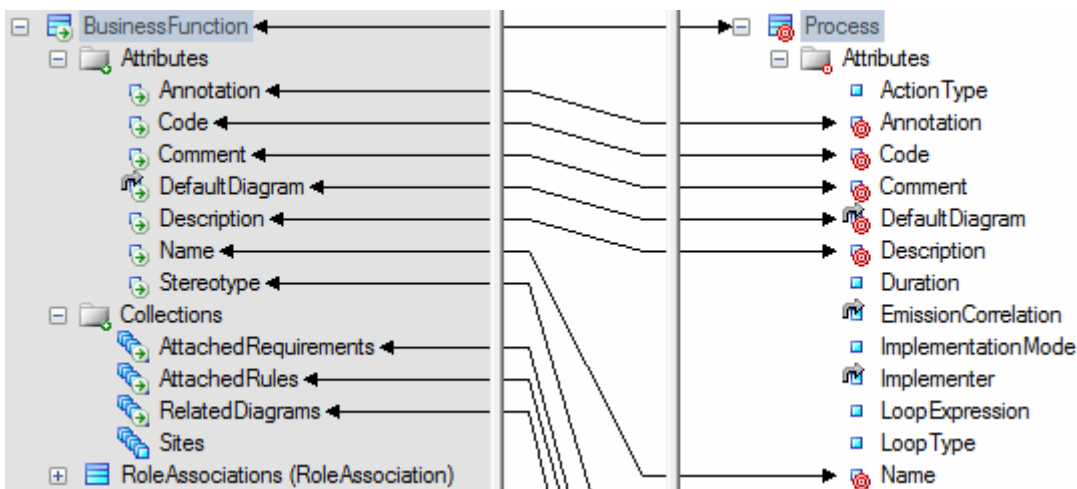 BusinessFunction
Attributes
Annotation
Code
Comment
DefaultDiagram
Description
Name
Stereotype
Collections
AttachedRequirements
AttachedRules
RelatedDiagrams
Sites
RoleAssociations (RoleAssociation)
Process
Attributes
ActionType
Annotation
Code
Comment
DefaultDiagram
Description
Duration
EmissionCorrelation
ImplementationMode
Implementer
LoopExpression
LoopType
Name